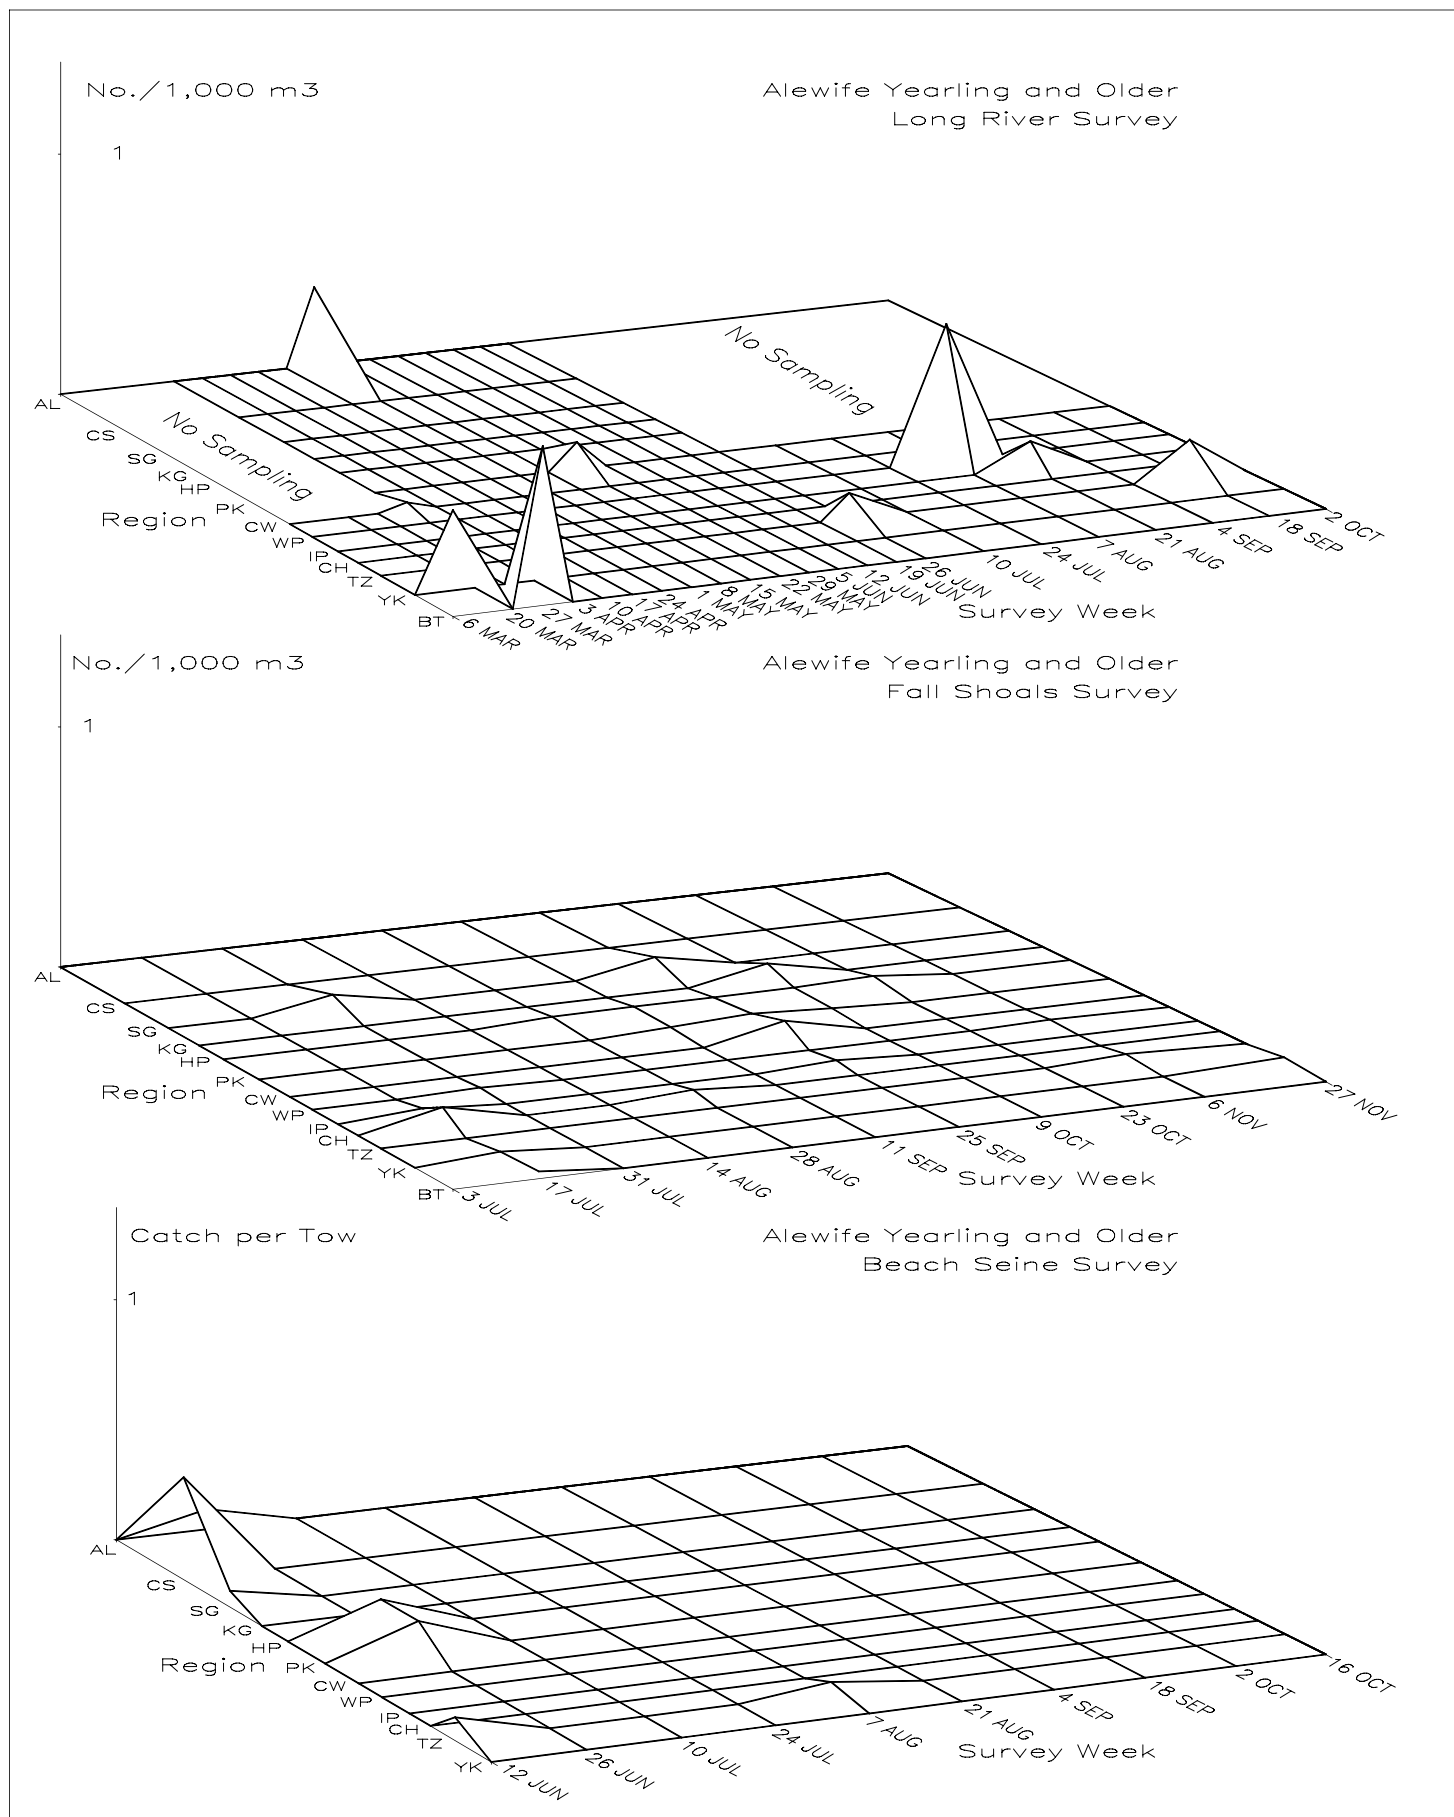 No./1,000 m3
Alewife Yearling and Older
Long River Survey
1
No Sampling
AL
CS
SG
KG
HP
PK
CW
WP
IP
CH
TZ
YK
BT
No Sampling
Region
6 MAR
20 MAR
27 MAR
3 APR
10 APR
17 APR
24 APR
1 MAY
8 MAY
15 MAY
22 MAY
29 MAY
5 JUN
12 JUN
19 JUN
26 JUN
10 JUL
24 JUL
7 AUG
21 AUG
4 SEP
18 SEP
2 OCT
Survey Week
No./1,000 m3
Alewife Yearling and Older
Fall Shoals Survey
1
AL
CS
SG
KG
HP
PK
CW
WP
IP
CH
TZ
YK
BT
Region
3 JUL
17 JUL
31 JUL
14 AUG
28 AUG
11 SEP
25 SEP
9 OCT
23 OCT
6 NOV
27 NOV
Survey Week
Catch per Tow
Alewife Yearling and Older
Beach Seine Survey
1
AL
CS
SG
KG
HP
PK
CW
WP
IP
CH
TZ
YK
Region
12 JUN
26 JUN
10 JUL
24 JUL
7 AUG
21 AUG
4 SEP
18 SEP
2 OCT
16 OCT
Survey Week